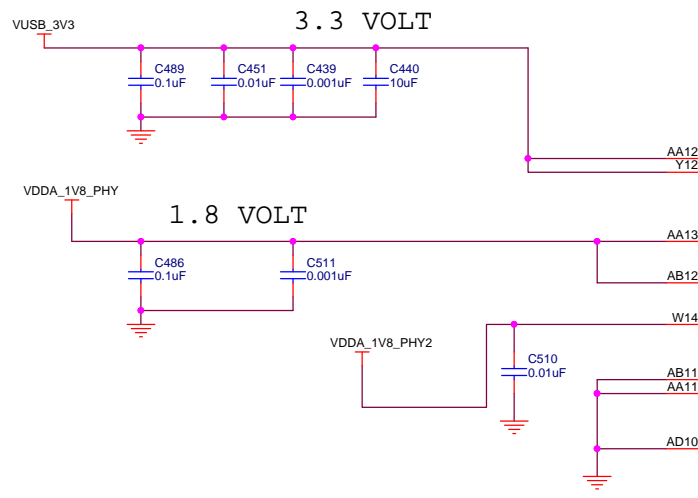 3.3 VOLT
VUSB_3V3
C489
0.1uF
C451
0.01uF
C439
0.001uF
C440
10uF
AA12
Y12
VDDA_1V8_PHY
1.8 VOLT
AA13
C486
0.1uF
C511
0.001uF
AB12
W14
VDDA_1V8_PHY2
C510
0.01uF
AB11
AA11
AD10